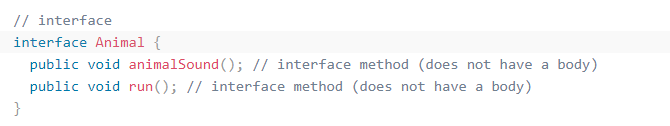 // interface
interface Animal {
  public void animalSound(); // interface method (does not have a body)
  public void run(); // interface method (does not have a body)
}